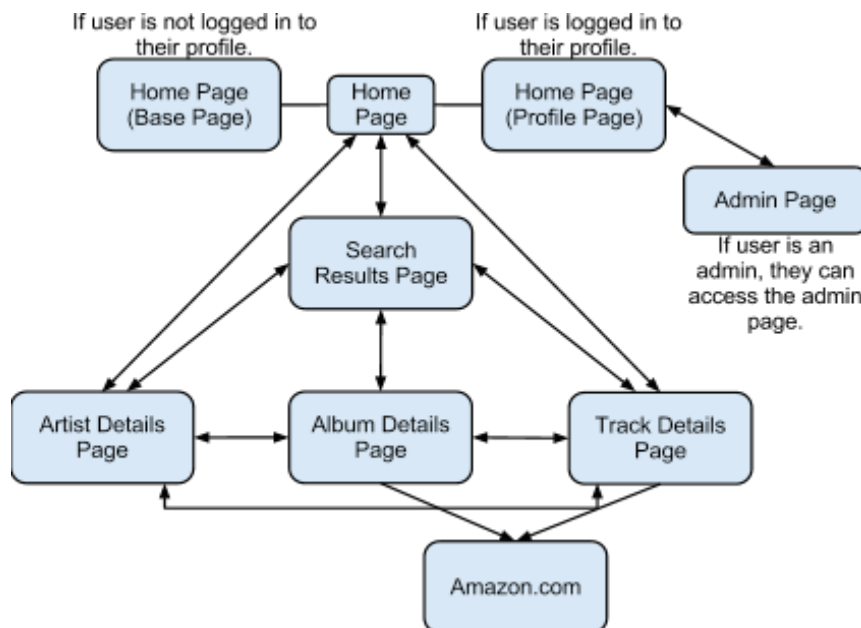 If user is not logged in to
their profile.
If user is logged in to
their profile.
Home Page
(Base Page)
Home
Page
Home Page
(Profile Page)
Admin Page
If user is an
admin, they can
access the admin
page.
Search
Results Page
Artist Details
Page
Album Details
Page
Track Details
Page
Amazon.com